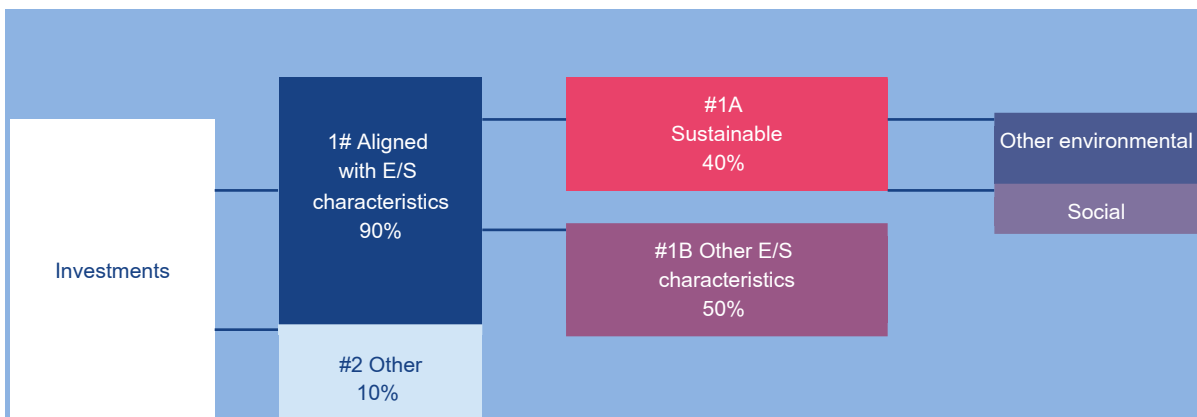 Investments
1# Aligned
with E/S
characteristics
90%
#2 Other
10%
#1A
Sustainable
40%
#1B Other E/S
characteristics
50%
Other environmental
Social